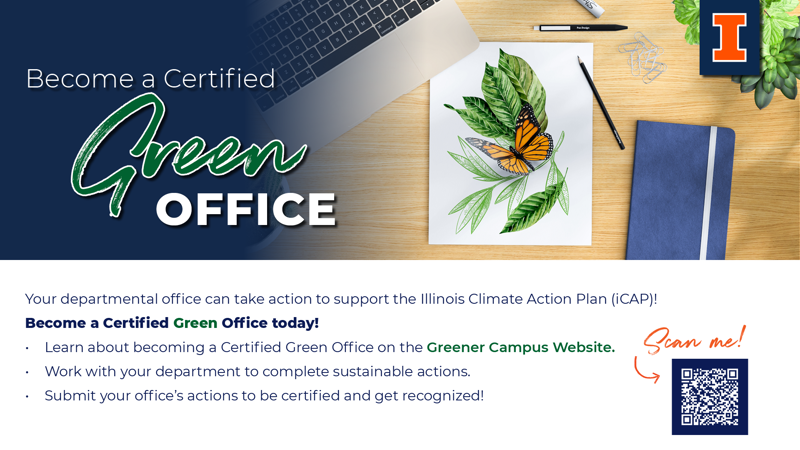 Become a Certified
Green
OFFICE
I
Your departmental office can take action to support the Illinois Climate Action Plan (iCAP)!
Become a Certified Green Office today!
• Learn about becoming a Certified Green Office on the Greener Campus Website.
• Work with your department to complete sustainable actions.
• Submit your office's actions to be certified and get recognized!
Scan me!